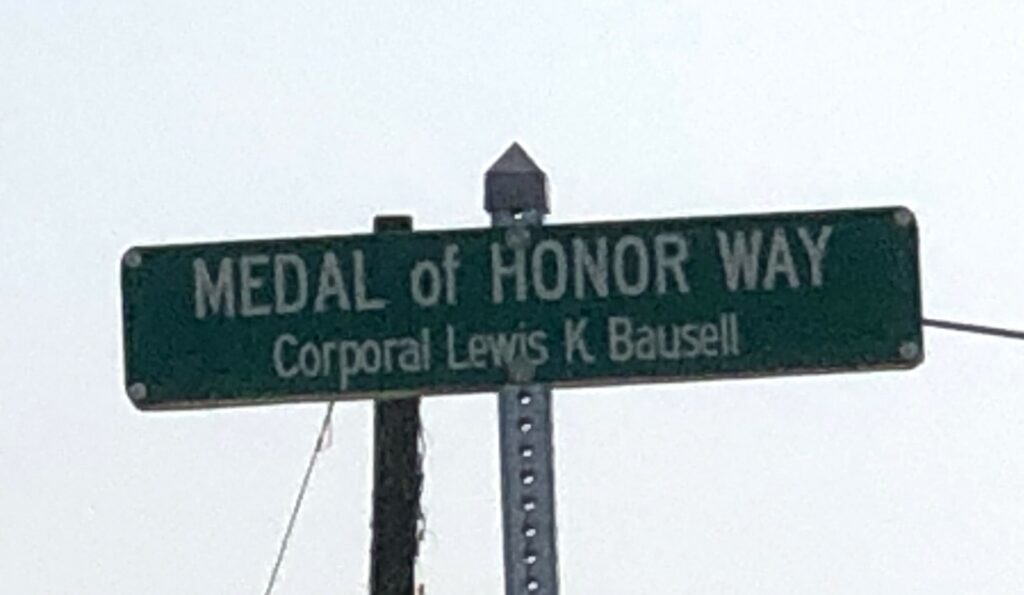 MEDAL of HONOR WAY
Corporal Lewis K Bausell